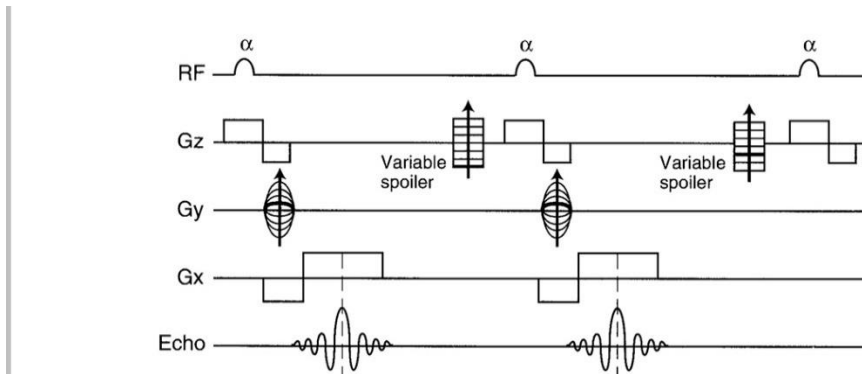 α α α
RF
Gz
Variable Variable
spoiler spoiler
Gy
Gx
Echo